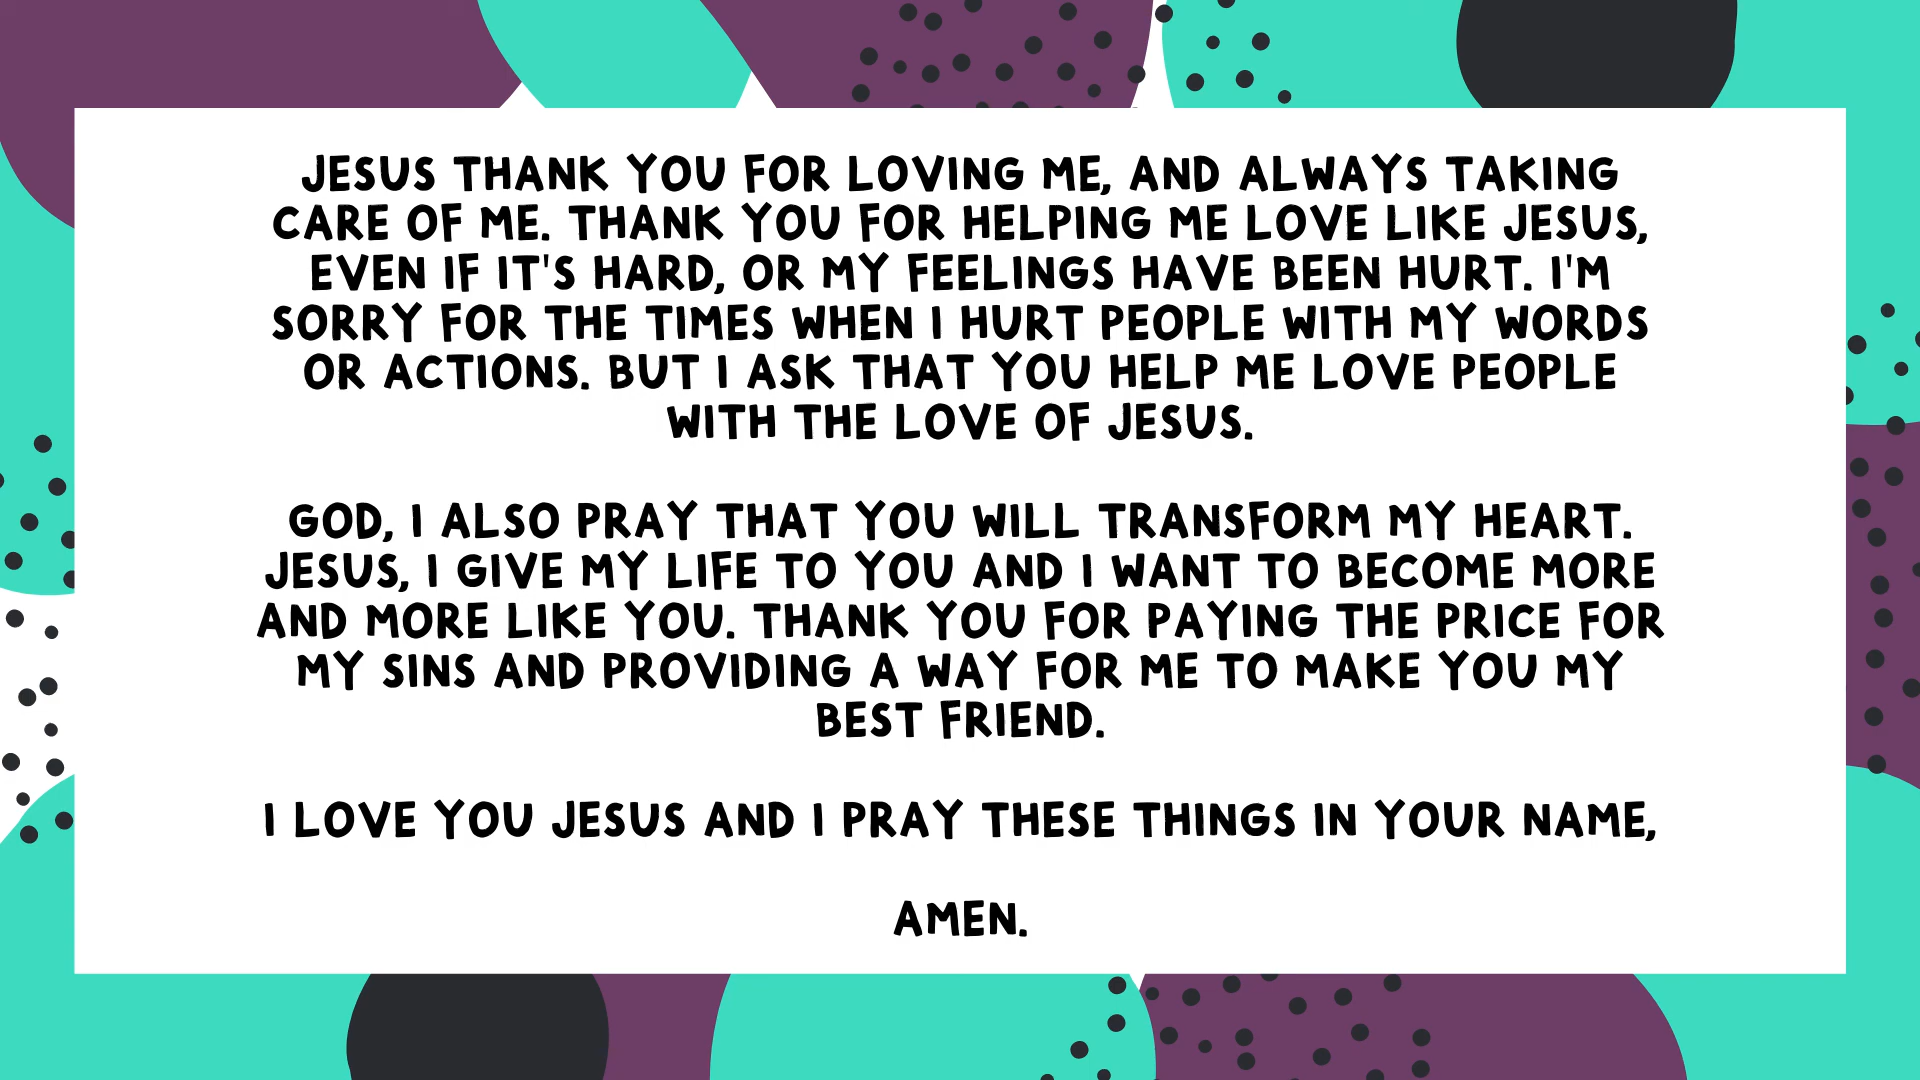 JESUS THANK YOU FOR LOVING ME, AND ALWAYS TAKING
CARE OF ME. THANK YOU FOR HELPING ME LOVE LIKE JESUS,
EVEN IF IT'S HARD, OR MY FEELINGS HAVE BEEN HURT. I'M
SORRY FOR THE TIMES WHEN I HURT PEOPLE WITH MY WORDS
OR ACTIONS. BUT I ASK THAT YOU HELP ME LOVE PEOPLE
WITH THE LOVE OF JESUS.
GOD, I ALSO PRAY THAT YOU WILL TRANSFORM MY HEART.
JESUS, I GIVE MY LIFE TO YOU AND I WANT TO BECOME MORE
AND MORE LIKE YOU. THANK YOU FOR PAYING THE PRICE FOR
MY SINS AND PROVIDING A WAY FOR ME TO MAKE YOU MY
BEST FRIEND.
I LOVE YOU JESUS AND I PRAY THESE THINGS IN YOUR NAME,
AMEN.